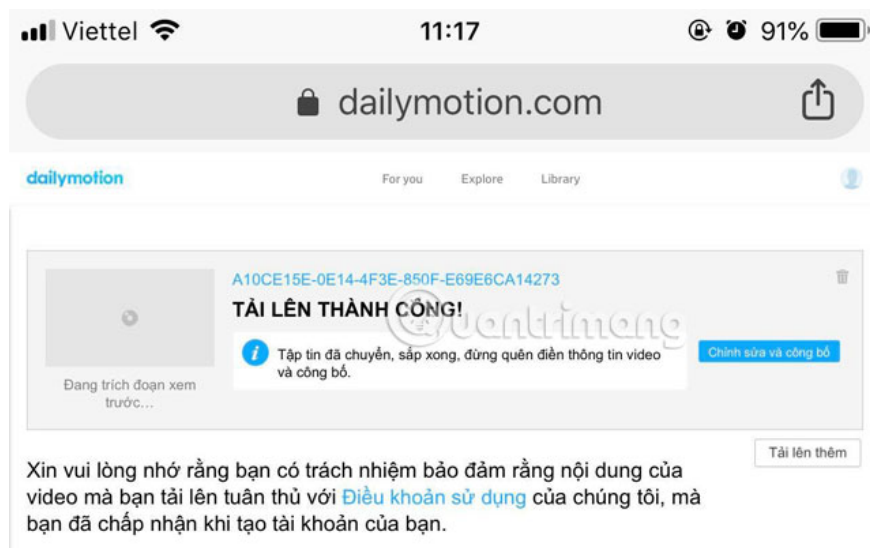 Viettel 11:17 91%
dailymotion.com
dailymotion For you Explore Library
A10CE15E-0E14-4F3E-850F-E69E6CA14273
TẢI LÊN THÀNH CÔNG!
Quantrimang
i Tập tin đã chuyển, sắp xong, đừng quên điền thông tin video
và công bố.
Chỉnh sửa và công bố
Đang trích đoạn xem
trước...
Tải lên thêm
Xin vui lòng nhớ rằng bạn có trách nhiệm bảo đảm rằng nội dung của
video mà bạn tải lên tuân thủ với Điều khoản sử dụng của chúng tôi, mà
bạn đã chấp nhận khi tạo tài khoản của bạn.